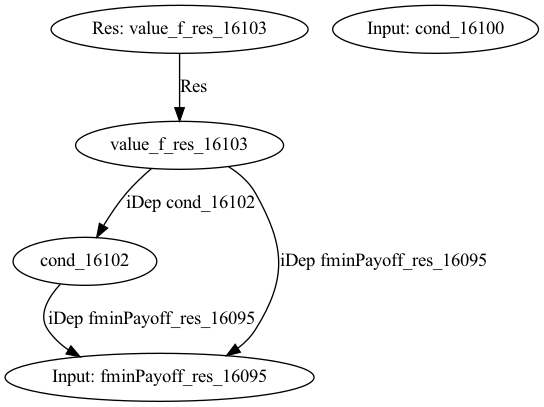 Res: value_f_res_16103
Input: cond_16100
Res
value_f_res_16103
iDep cond_16102
cond_16102
iDep fminPayoff_res_16095
iDep fminPayoff_res_16095
Input: fminPayoff_res_16095